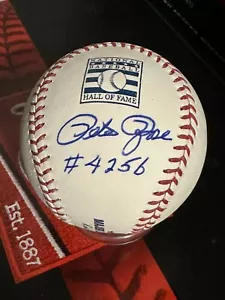 NATIONAL
BASEBALL
HALL OF FAME
Pete Rose
#4256
EST. 1887